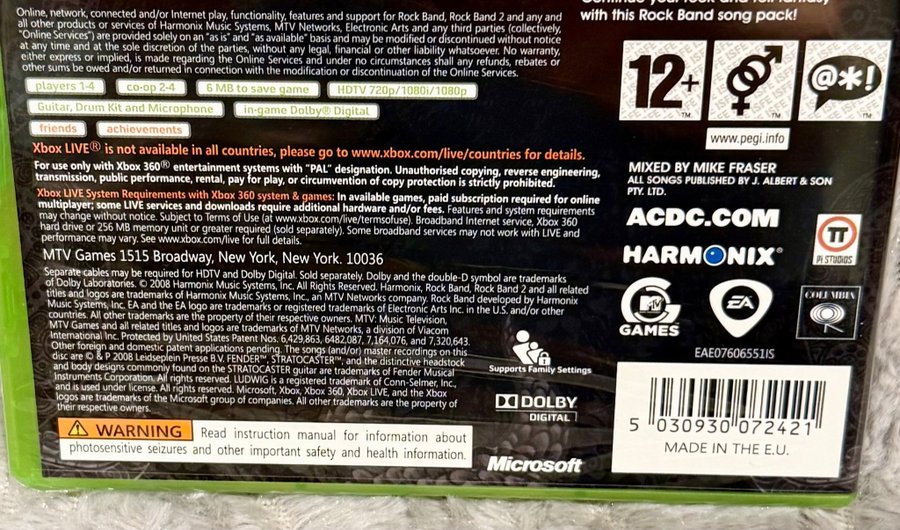 Online, network, connected and/or Internet play, functionality, features and support for Rock Band, Rock Band 2 and any and
all products or services of Harmonix Music Systems, MTV Networks, Electronic Arts and any third parties (collectively,
"Online Services") are provided solely on an "as is" and "as available" basis and may be modified or discontinued without notice
at any time and at the sole discretion of the parties, without any legal, financial or other liability whatsoever. No warranty,
either express or implied, is made regarding the Online Services and under no circumstances shall any refunds, rebates or
other sums be owed and/or returned in connection with the modification or discontinuation of the Online Services.
players 1-4 co-op 2-4 6 MB to save game HDTV 720p/1080i/1080p
Guitar, Drum Kit and Microphone in-game Dolby® Digital
friends achievements
Xbox LIVE® is not available in all countries, please go to www.xbox.com/live/countries for details.
For use only with Xbox 360® entertainment systems with "PAL" designation. Unauthorised copying, reverse engineering,
transmission, public performance, rental, pay for play, or circumvention of copy protection is strictly prohibited.
Xbox LIVE System Requirements with Xbox 360 system & games: In available games, paid subscription required for online
multiplayer; some LIVE services and downloads require additional hardware and/or fees. Features and system requirements
may change without notice. Subject to Terms of Use (at www.xbox.com/live/termsofuse). Broadband Internet service, Xbox 360
hard drive or 256 MB memory unit or greater required (sold separately). Some broadband services may not work with LIVE and
performance may vary. See www.xbox.com/live for full details.
MTV Games 1515 Broadway, New York, New York. 10036
Separate cables may be required for HDTV and Dolby Digital. Sold separately. Dolby and the double-D symbol are trademarks
of Dolby Laboratories. © 2008 Harmonix Music Systems, Inc. All Rights Reserved. Harmonix, Rock Band, Rock Band 2 and all related
titles and logos are trademarks of Harmonix Music Systems, Inc., an MTV Networks company. Rock Band developed by Harmonix
Music Systems, Inc. EA and the EA logo are trademarks or registered trademarks of Electronic Arts Inc. in the U.S. and/or other
countries. All other trademarks are the property of their respective owners. MTV: Music Television,
MTV Games and all related titles and logos are trademarks of MTV Networks, a division of Viacom
International Inc. Protected by United States Patent Nos. 6,429,863, 6482,087, 7,164,076, and 7,320,643.
Other foreign and domestic patent applications pending. The songs (and/or) master recordings on this
disc are © & P 2008 Leidseplein Presse B.V. FENDER™, STRATOCASTER™, and the distinctive headstock
and body designs commonly found on the STRATOCASTER guitar are trademarks of Fender Musical
Instruments Corporation. All rights reserved. LUDWIG is a registered trademark of Conn-Selmer, Inc.,
and is used under license. All rights reserved. Microsoft, Xbox, Xbox 360, Xbox LIVE, and the Xbox
logos are trademarks of the Microsoft group of companies. All other trademarks are the property of
their respective owners.
WARNING Read instruction manual for information about
photosensitive seizures and other important safety and health information.
with this Rock Band song pack!
12+
@*!
www.pegi.info
MIXED BY MIKE FRASER
ALL SONGS PUBLISHED BY J. ALBERT & SON
PTY. LTD.
ACDC.COM
HARMONIX®
PI STUDIOS
MTV
GAMES
EA
COLUMBIA
EAE07606551IS
Supports Family Settings
DOLBY
DIGITAL
Microsoft
5 030930 072421
MADE IN THE E.U.